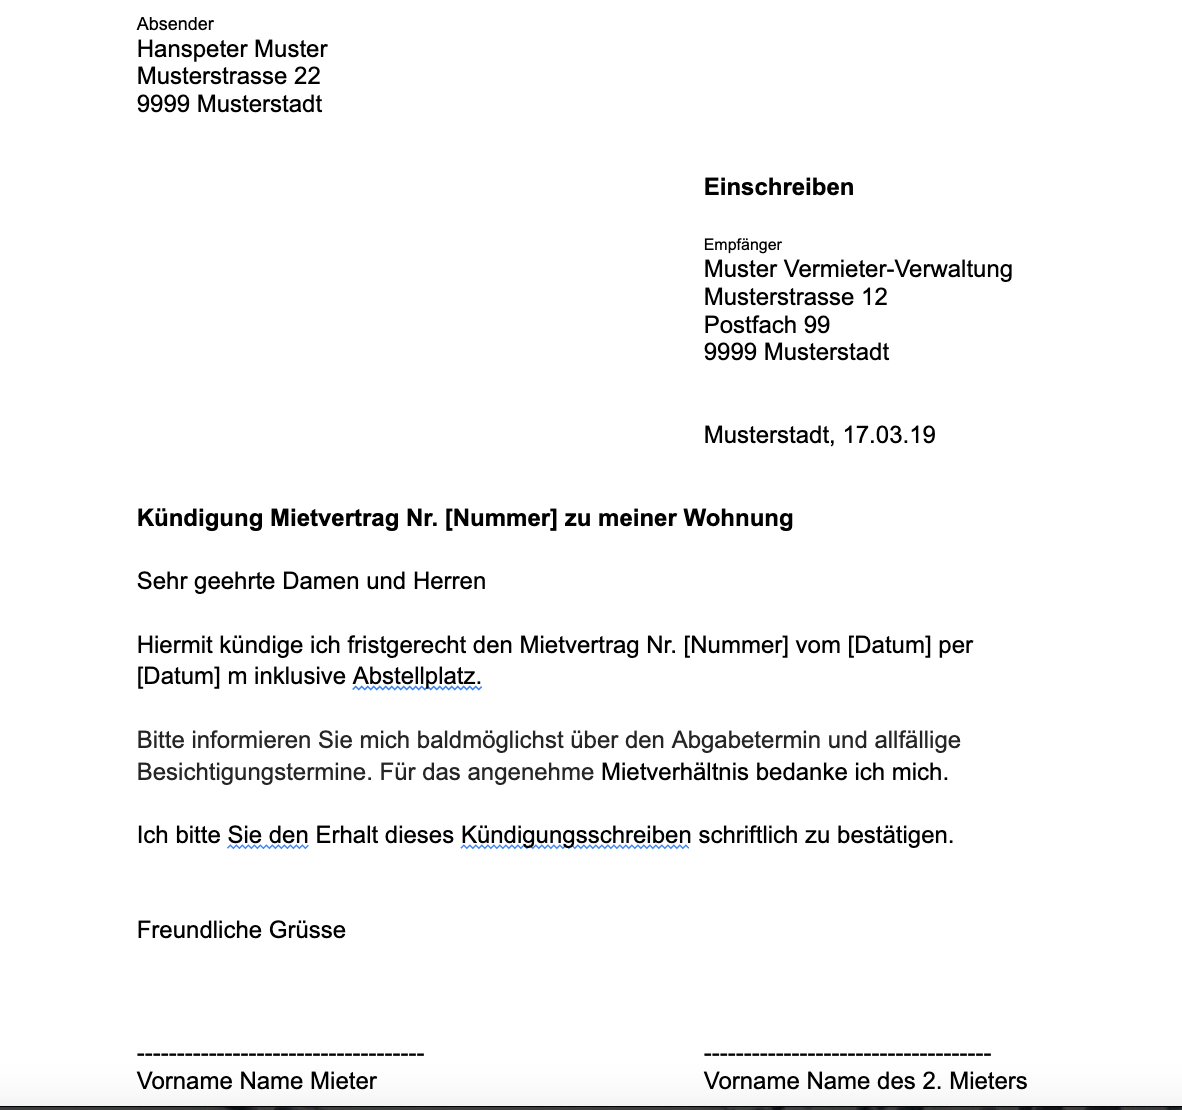 Absender
Hanspeter Muster
Musterstrasse 22
9999 Musterstadt
Einschreiben
Empfänger
Muster Vermieter-Verwaltung
Musterstrasse 12
Postfach 99
9999 Musterstadt
Musterstadt, 17.03.19
Kündigung Mietvertrag Nr. [Nummer] zu meiner Wohnung
Sehr geehrte Damen und Herren
Hiermit kündige ich fristgerecht den Mietvertrag Nr. [Nummer] vom [Datum] per
[Datum] m inklusive Abstellplatz.
Bitte informieren Sie mich baldmöglichst über den Abgabetermin und allfällige
Besichtigungstermine. Für das angenehme Mietverhältnis bedanke ich mich.
Ich bitte Sie den Erhalt dieses Kündigungsschreiben schriftlich zu bestätigen.
Freundliche Grüsse
------------------------------------ ------------------------------------
Vorname Name Mieter Vorname Name des 2. Mieters